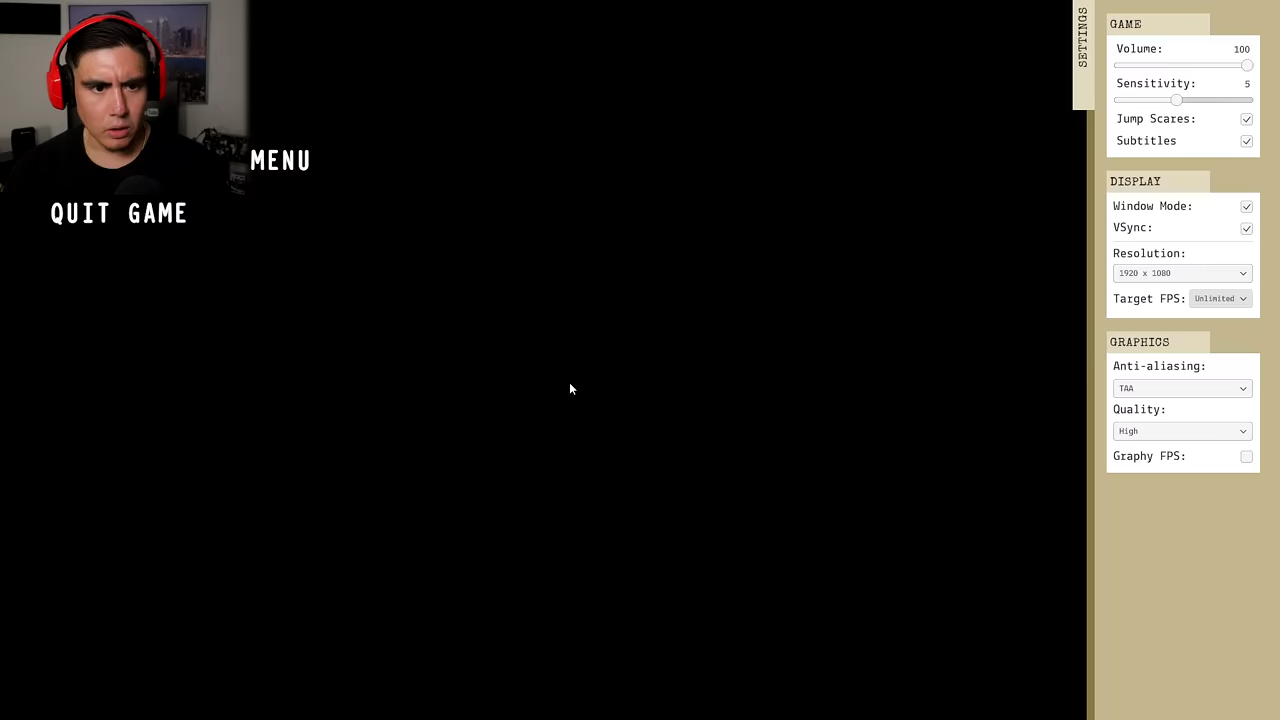 MENU
QUIT GAME
SETTINGS
GAME
Volume: 100
Sensitivity: 5
Jump Scares:
Subtitles
DISPLAY
Window Mode:
VSync:
Resolution:
1920 x 1080
Target FPS: Unlimited
GRAPHICS
Anti-aliasing:
TAA
Quality:
High
Graphy FPS: